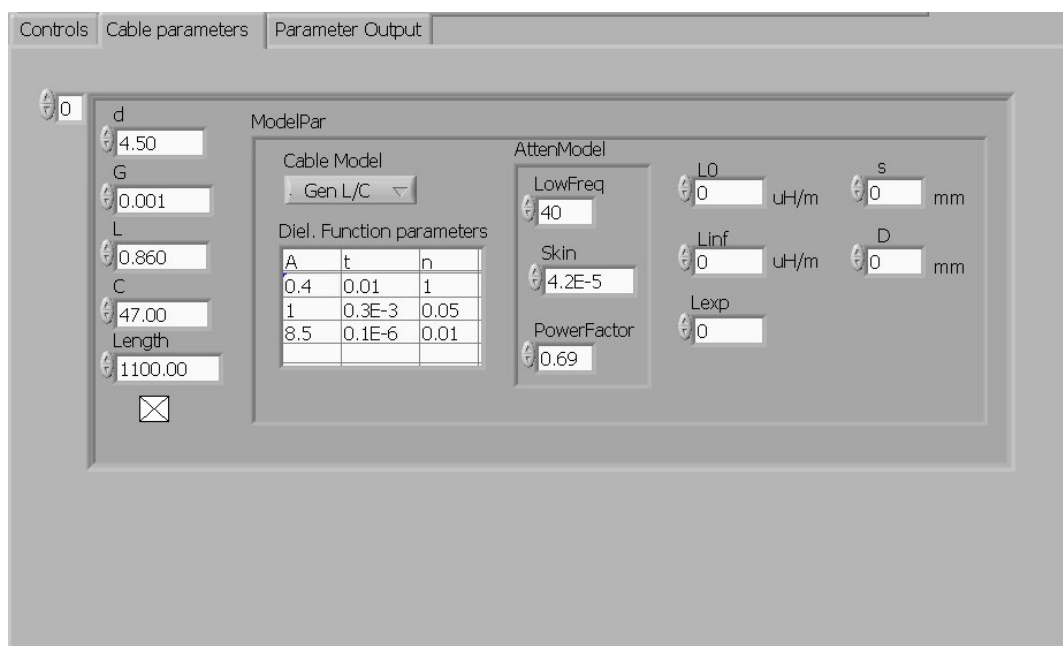 Controls
Cable parameters
Parameter Output
0
d
4.50
G
0.001
L
0.860
C
47.00
Length
1100.00
ModelPar
Cable Model
Gen L/C
Diel. Function parameters
A t n
0.4 0.01 1
1 0.3E-3 0.05
8.5 0.1E-6 0.01
AttenModel
LowFreq
40
Skin
4.2E-5
PowerFactor
0.69
L0
0 uH/m
Linf
0 uH/m
Lexp
0
s
0 mm
D
0 mm